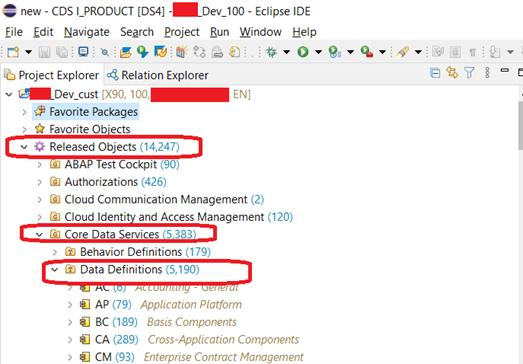 new - CDS I_PRODUCT [DS4] - _Dev_100 - Eclipse IDE
File Edit Navigate Search Project Run Window Help
Project Explorer Relation Explorer
_Dev_cust [X90, 100, EN]
Favorite Packages
Favorite Objects
Released Objects (14,247)
ABAP Test Cockpit (90)
Authorizations (426)
Cloud Communication Management (2)
Cloud Identity and Access Management (120)
Core Data Services (5,383)
Behavior Definitions (179)
Data Definitions (5,190)
AC (6) Accounting - General
AP (79) Application Platform
BC (189) Basis Components
CA (289) Cross-Application Components
CM (93) Enterprise Contract Management